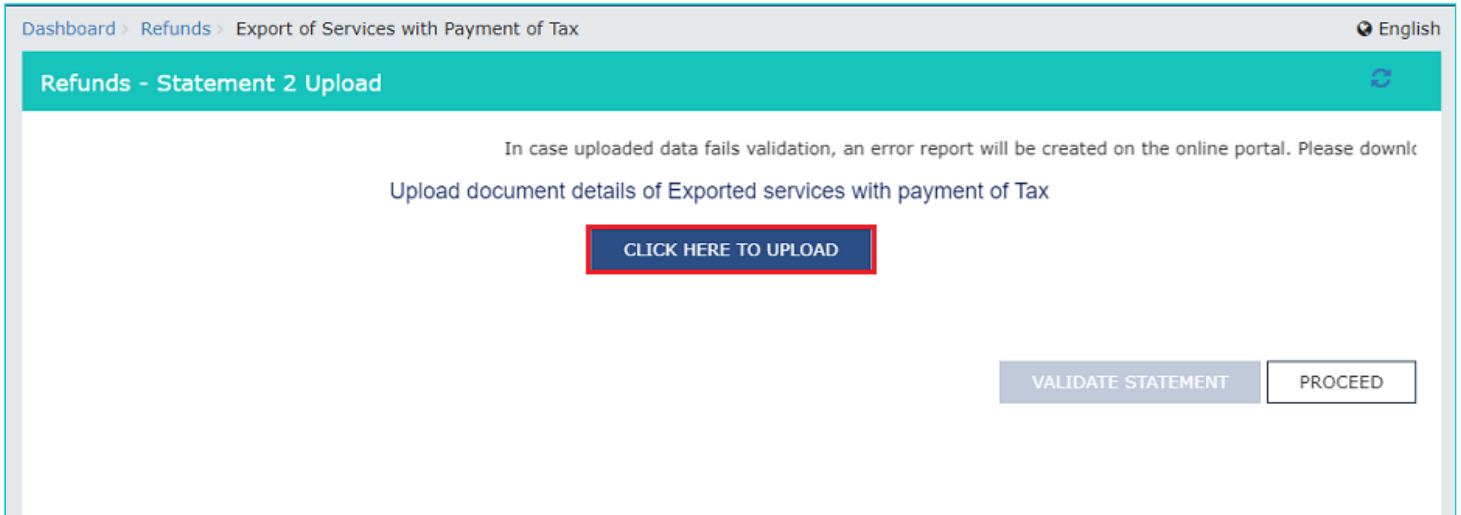 Dashboard > Refunds > Export of Services with Payment of Tax English
Refunds - Statement 2 Upload
In case uploaded data fails validation, an error report will be created on the online portal. Please
Upload document details of Exported services with payment of Tax
CLICK HERE TO UPLOAD
VALIDATE STATEMENT PROCEED